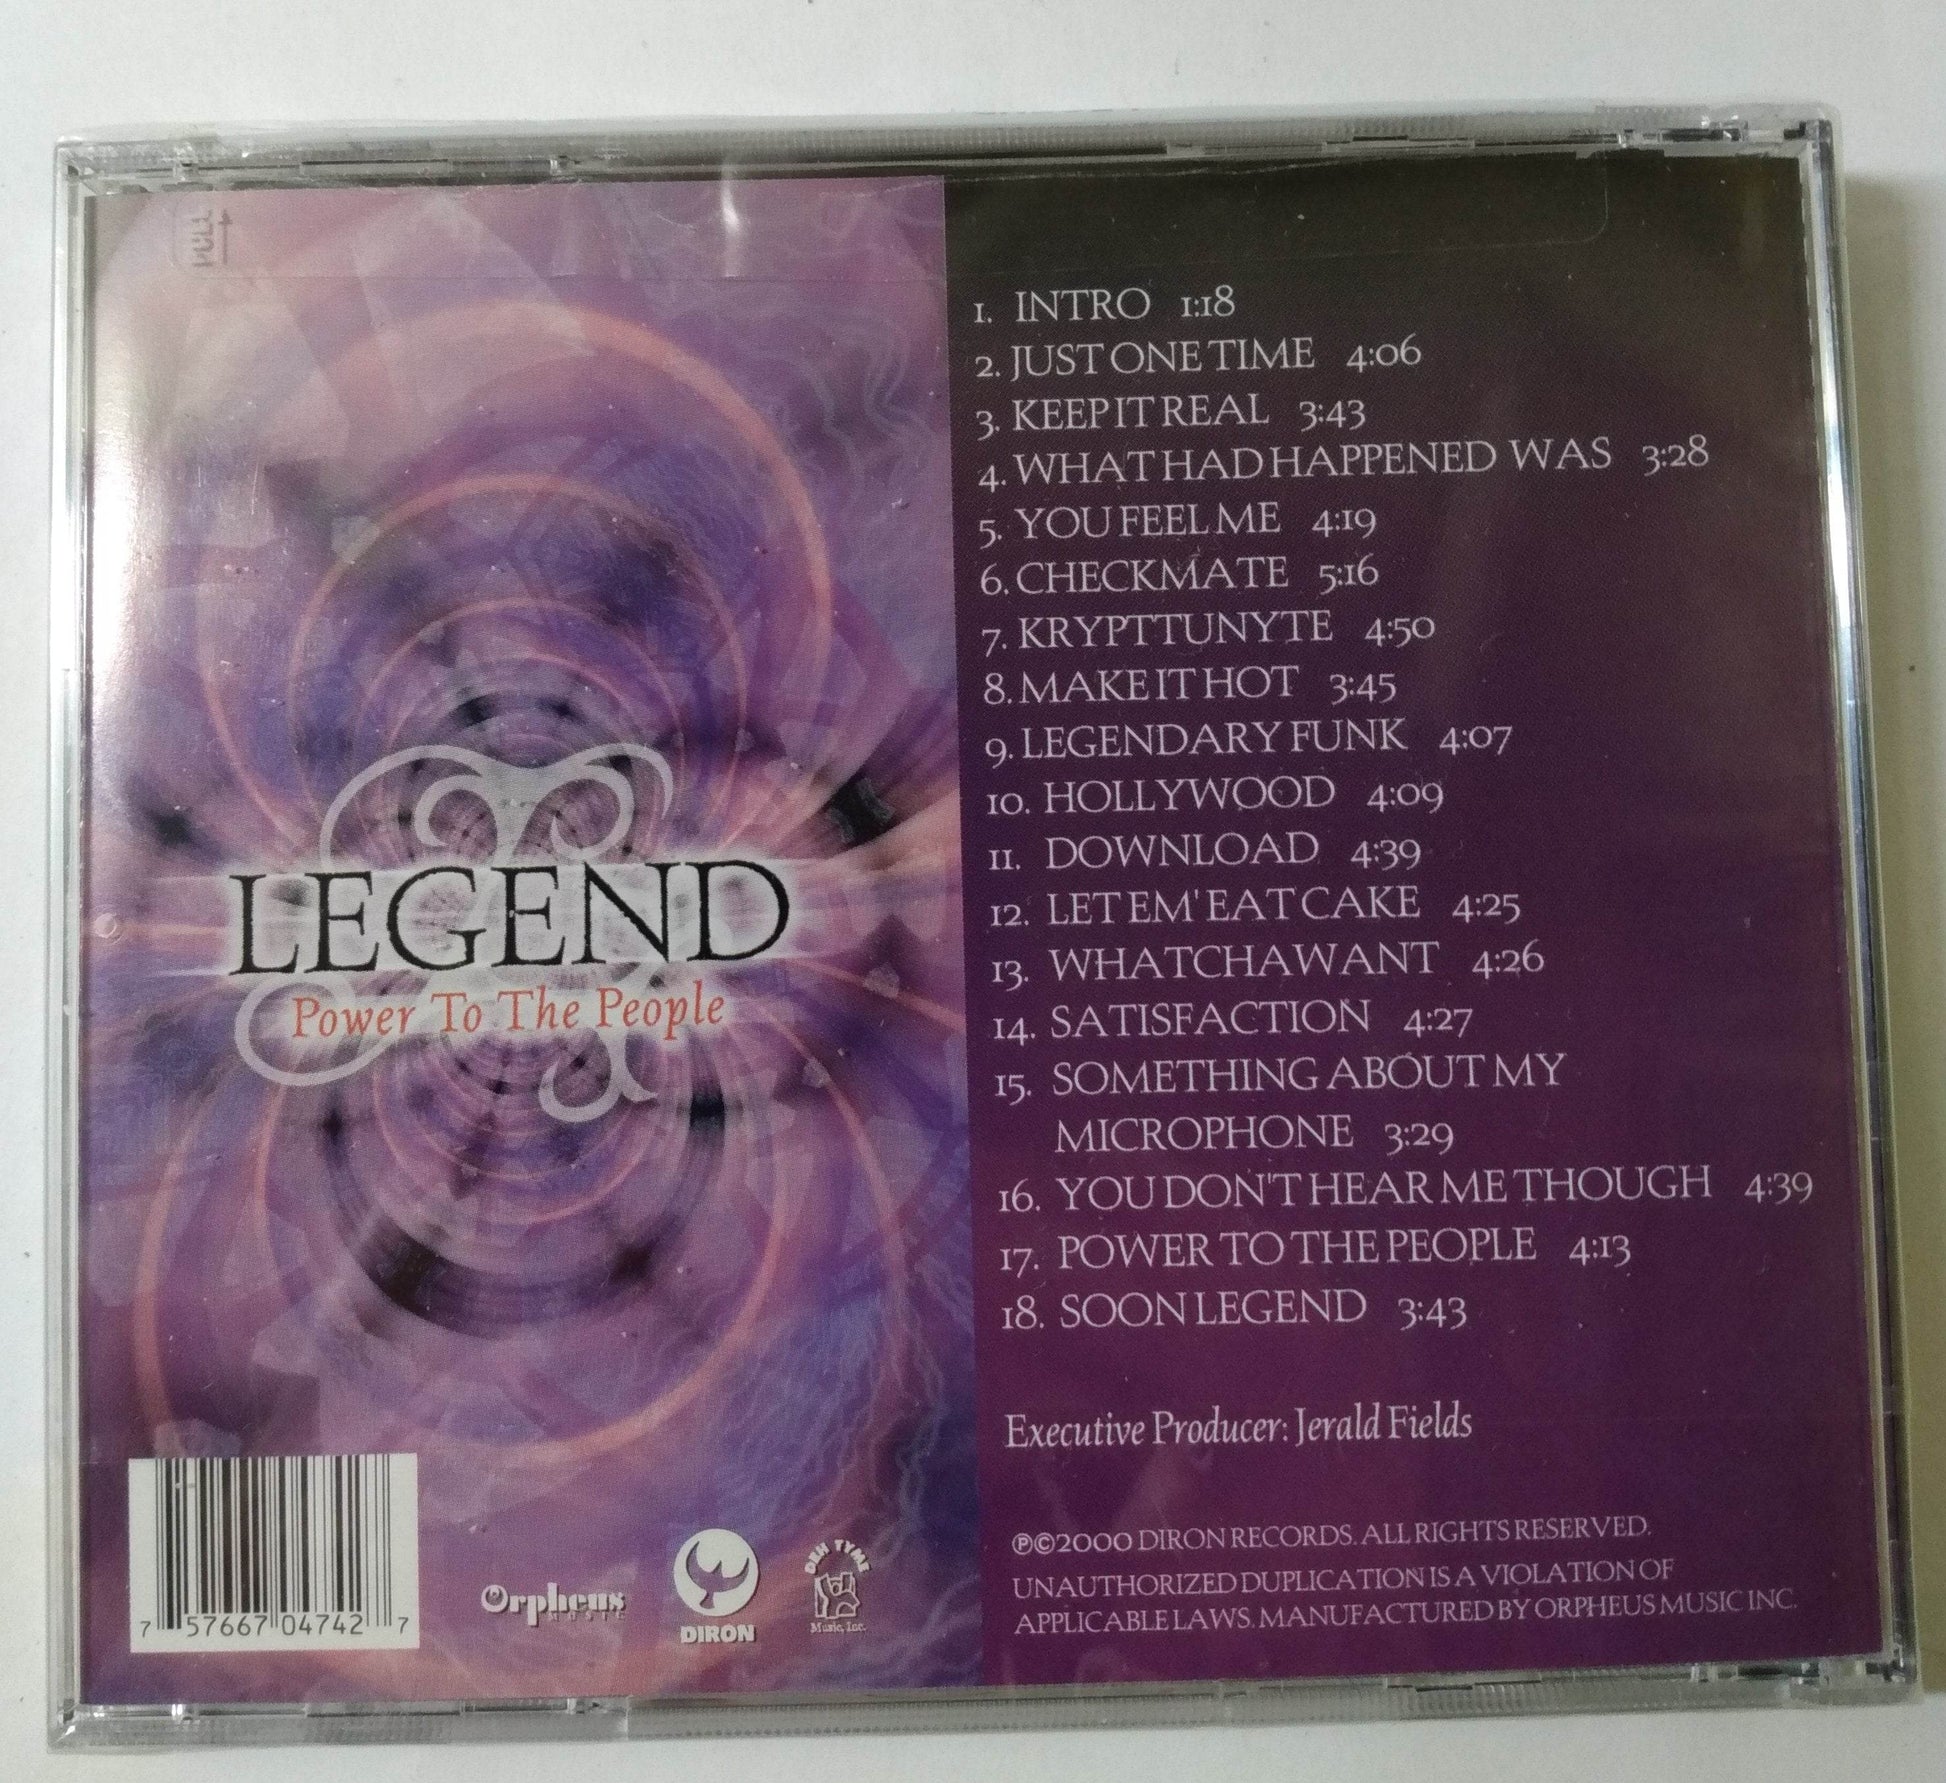 PULL
LEGEND
Power To The People
1. INTRO 1:18
2. JUST ONE TIME 4:06
3. KEEP IT REAL 3:43
4. WHAT HAD HAPPENED WAS 3:28
5. YOU FEEL ME 4:19
6. CHECKMATE 5:16
7. KRYPTTUNYTE 4:50
8. MAKE IT HOT 3:45
9. LEGENDARY FUNK 4:07
10. HOLLYWOOD 4:09
11. DOWNLOAD 4:39
12. LET EM' EAT CAKE 4:25
13. WHATCHAWANT 4:26
14. SATISFACTION 4:27
15. SOMETHING ABOUT MY
MICROPHONE 3:29
16. YOU DON'T HEAR ME THOUGH 4:39
17. POWER TO THE PEOPLE 4:13
18. SOON LEGEND 3:43
Executive Producer: Jerald Fields
℗©2000 DIRON RECORDS. ALL RIGHTS RESERVED.
UNAUTHORIZED DUPLICATION IS A VIOLATION OF
APPLICABLE LAWS. MANUFACTURED BY ORPHEUS MUSIC INC.
7 57667 04742 7
Orpheus
MUSIC
DIRON
DEH TYME
Music, Inc.